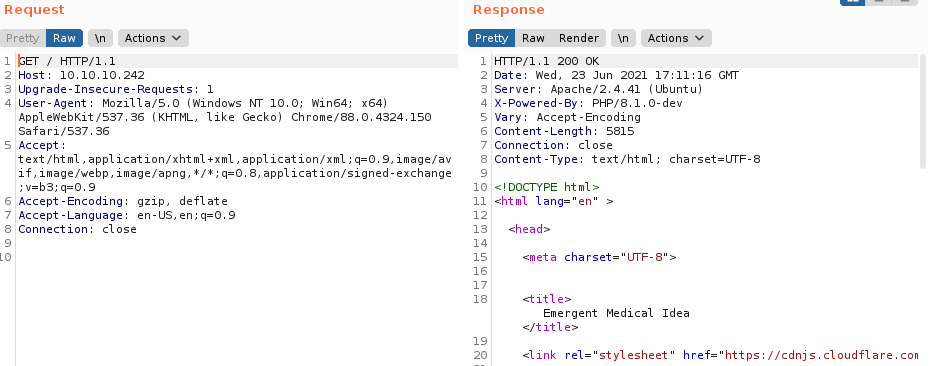 Request
Pretty Raw \n Actions
1 GET / HTTP/1.1
2 Host: 10.10.10.242
3 Upgrade-Insecure-Requests: 1
4 User-Agent: Mozilla/5.0 (Windows NT 10.0; Win64; x64)
AppleWebKit/537.36 (KHTML, like Gecko) Chrome/88.0.4324.150
Safari/537.36
5 Accept:
text/html,application/xhtml+xml,application/xml;q=0.9,image/av
if,image/webp,image/apng,*/*;q=0.8,application/signed-exchange
;v=b3;q=0.9
6 Accept-Encoding: gzip, deflate
7 Accept-Language: en-US,en;q=0.9
8 Connection: close
9
10
Response
Pretty Raw Render \n Actions
1 HTTP/1.1 200 OK
2 Date: Wed, 23 Jun 2021 17:11:16 GMT
3 Server: Apache/2.4.41 (Ubuntu)
4 X-Powered-By: PHP/8.1.0-dev
5 Vary: Accept-Encoding
6 Content-Length: 5815
7 Connection: close
8 Content-Type: text/html; charset=UTF-8
9
10 <!DOCTYPE html>
11 <html lang="en" >
12
13 <head>
14
15 <meta charset="UTF-8">
16
17
18 <title>
Emergent Medical Idea
</title>
19
20 <link rel="stylesheet" href="https://cdnjs.cloudflare.com